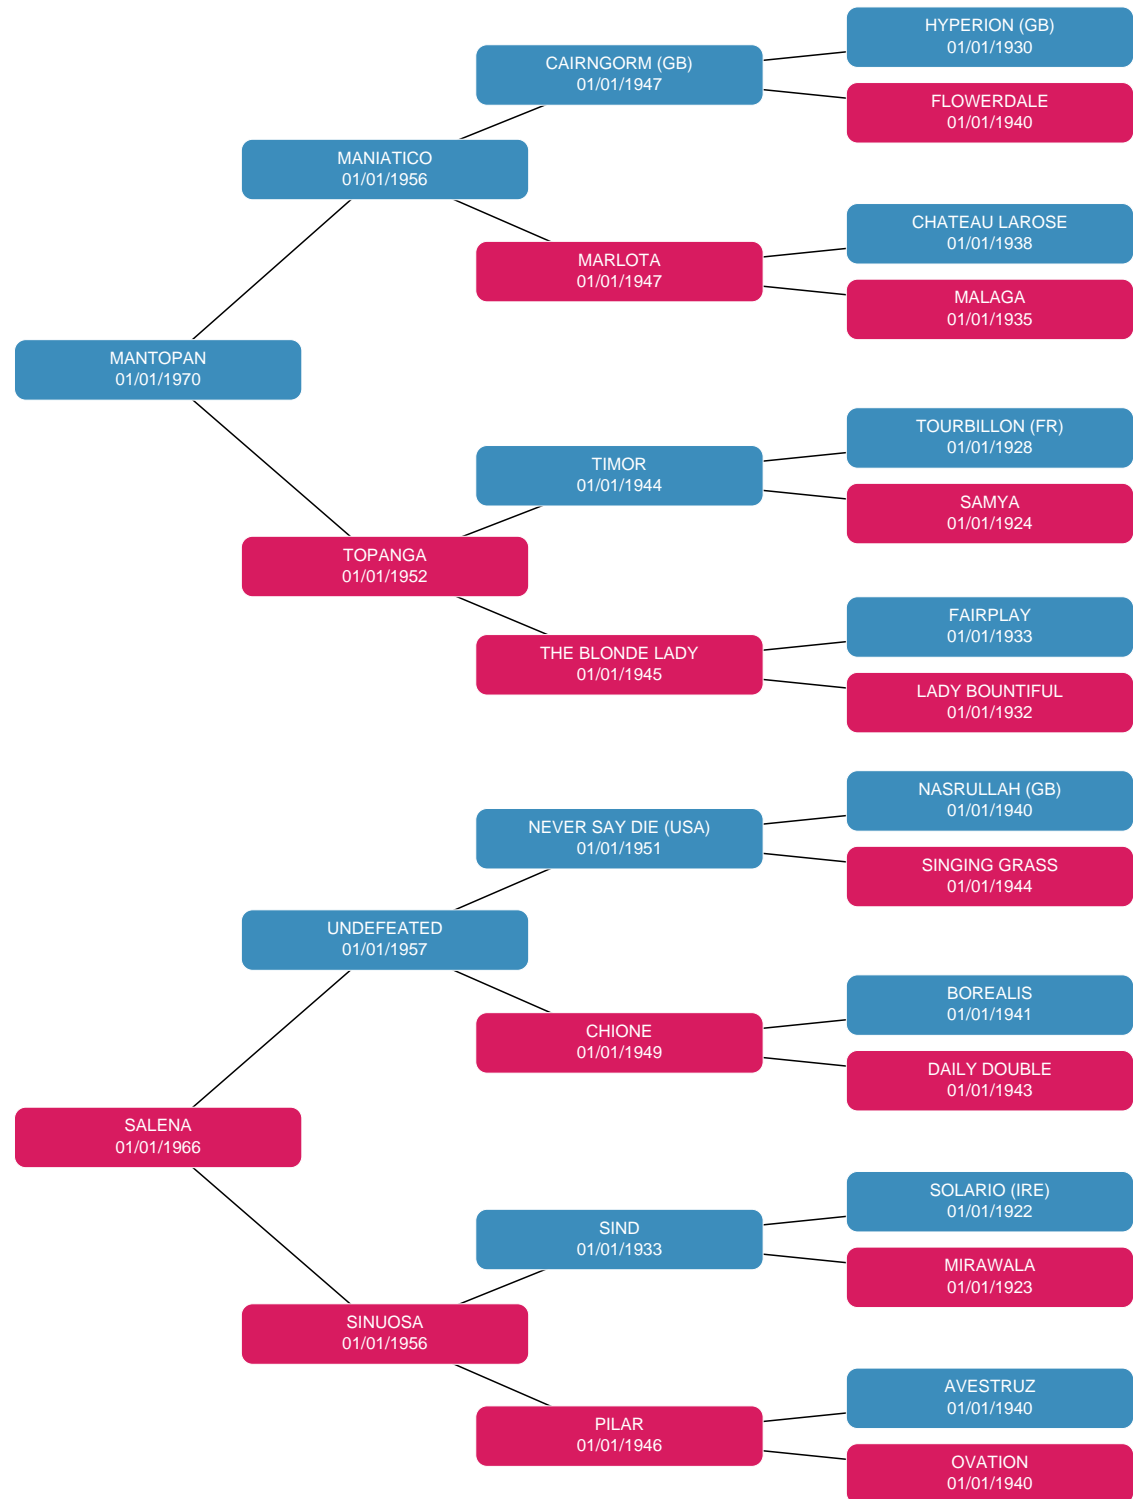 HYPERION (GB)
01/01/1930
CAIRNGORM (GB)
01/01/1947
FLOWERDALE
01/01/1940
MANIATICO
01/01/1956
CHATEAU LAROSE
01/01/1938
MARLOTA
01/01/1947
MALAGA
01/01/1935
MANTOPAN
01/01/1970
TOURBILLON (FR)
01/01/1928
TIMOR
01/01/1944
SAMYA
01/01/1924
TOPANGA
01/01/1952
FAIRPLAY
01/01/1933
THE BLONDE LADY
01/01/1945
LADY BOUNTIFUL
01/01/1932
NASRULLAH (GB)
01/01/1940
NEVER SAY DIE (USA)
01/01/1951
SINGING GRASS
01/01/1944
UNDEFEATED
01/01/1957
BOREALIS
01/01/1941
CHIONE
01/01/1949
DAILY DOUBLE
01/01/1943
SALENA
01/01/1966
SOLARIO (IRE)
01/01/1922
SIND
01/01/1933
MIRAWALA
01/01/1923
SINUOSA
01/01/1956
AVESTRUZ
01/01/1940
PILAR
01/01/1946
OVATION
01/01/1940